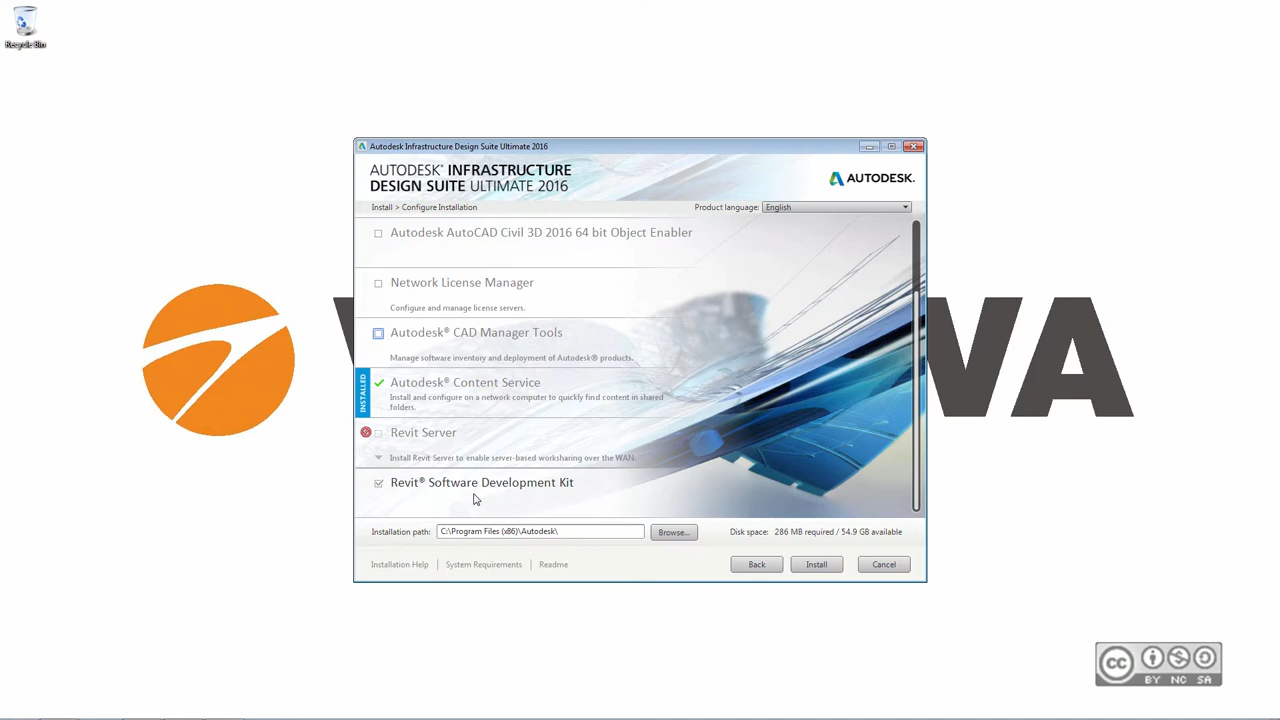 Recycle Bin
Autodesk Infrastructure Design Suite Ultimate 2016
AUTODESK® INFRASTRUCTURE
DESIGN SUITE ULTIMATE 2016
AUTODESK.
Install > Configure Installation
Product language: English
Autodesk AutoCAD Civil 3D 2016 64 bit Object Enabler
Network License Manager
Configure and manage license servers.
Autodesk® CAD Manager Tools
Manage software inventory and deployment of Autodesk® products.
INSTALLED
Autodesk® Content Service
Install and configure on a network computer to quickly find content in shared
folders.
Revit Server
Install Revit Server to enable server-based worksharing over the WAN.
Revit® Software Development Kit
Installation path: C:\Program Files (x86)\Autodesk\ Browse... Disk space: 286 MB required / 54.9 GB available
Installation Help System Requirements Readme Back Install Cancel
WA
cc
BY NC SA